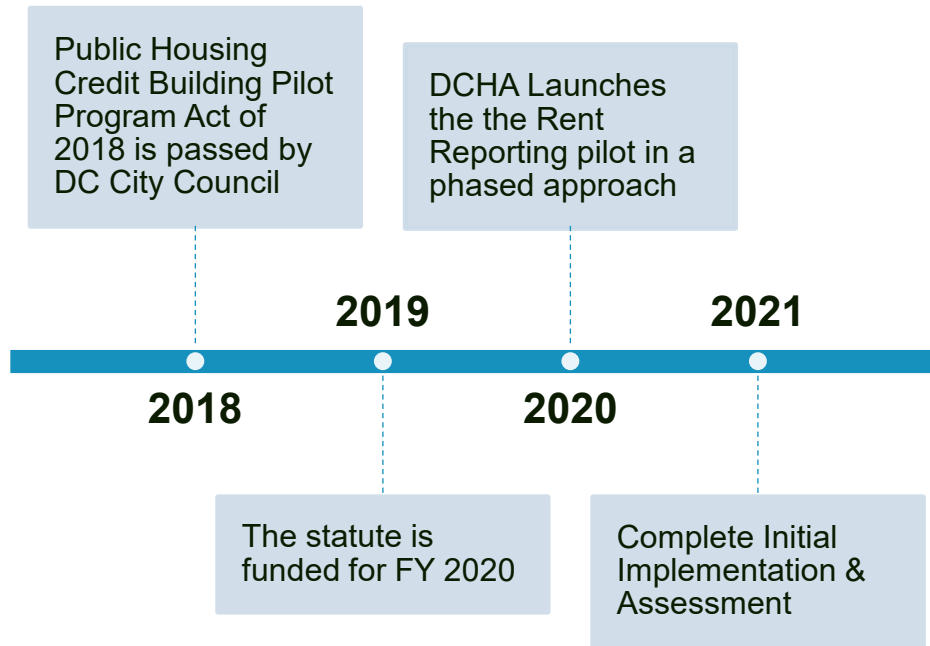 Public Housing
Credit Building Pilot
Program Act of
2018 is passed by
DC City Council
DCHA Launches
the the Rent
Reporting pilot in a
phased approach
2019
2021
2018
2020
The statute is
funded for FY 2020
Complete Initial
Implementation &
Assessment